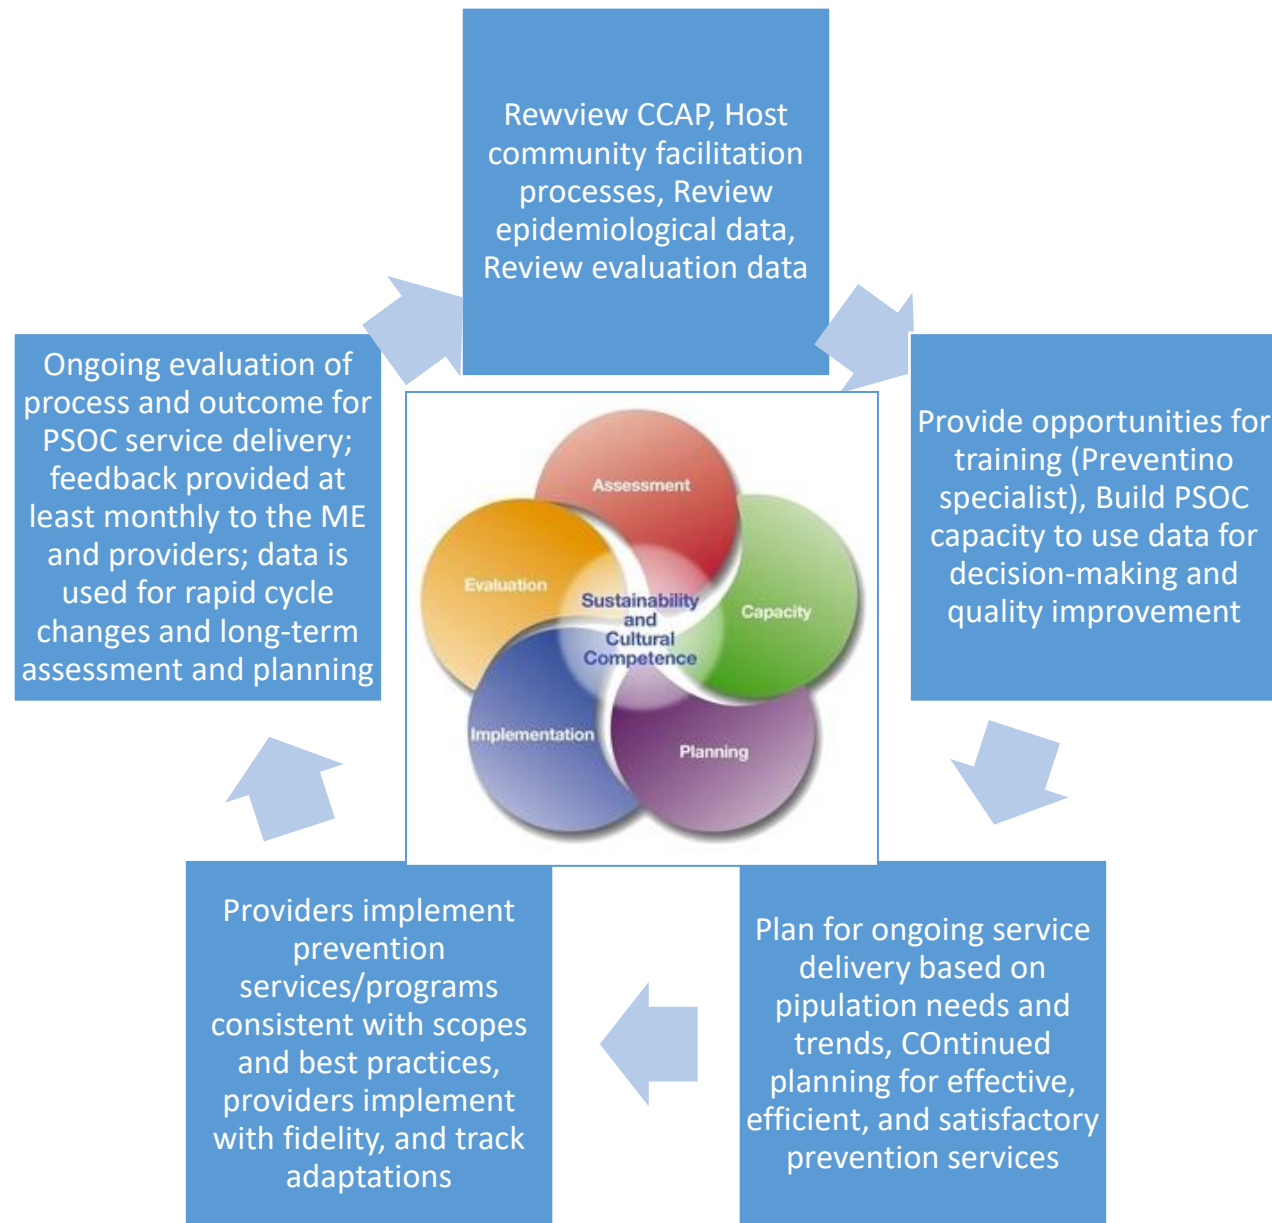 Rewview CCAP, Host
community facilitation
processes, Review
epidemiological data,
Review evaluation data
Provide opportunities for
training (Preventino
specialist), Build PSOC
capacity to use data for
decision-making and
quality improvement
Plan for ongoing service
delivery based on
pipulation needs and
trends, COntinued
planning for effective,
efficient, and satisfactory
prevention services
Providers implement
prevention
services/programs
consistent with scopes
and best practices,
providers implement
with fidelity, and track
adaptations
Ongoing evaluation of
process and outcome for
PSOC service delivery;
feedback provided at
least monthly to the ME
and providers; data is
used for rapid cycle
changes and long-term
assessment and planning
Assessment
Capacity
Planning
Implementation
Evaluation
Sustainability
and
Cultural
Competence